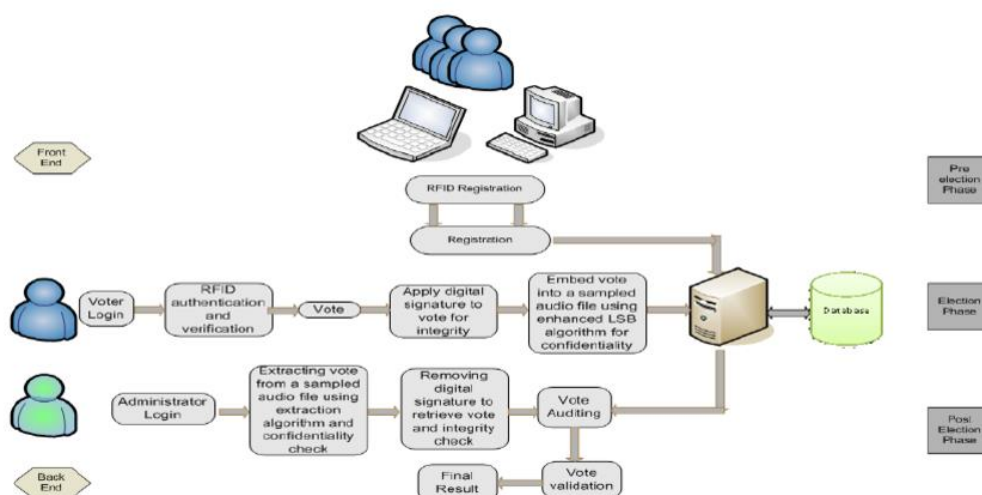 Front
End
Pre
election
Phase
RFID Registration
Registration
Voter
Login
RFID
authentication
and
verification
Vote
Apply digital
signature to
vote for
integrity
Embed vote
into a sampled
audio file using
enhanced LSB
algorithm for
confidentiality
Database
Election
Phase
Administrator
Login
Extracting vote
from a sampled
audio file using
extraction
algorithm and
confidentiality
check
Removing
digital
signature to
retrieve vote
and integrity
check
Vote
Auditing
Post
Election
Phase
Back
End
Final
Result
Vote
validation